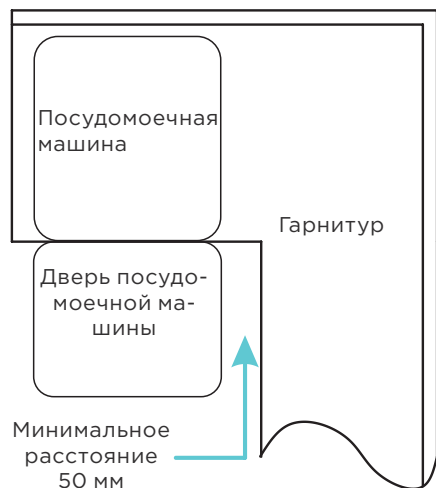 Посудомоечная
машина
Гарнитур
Дверь посудо-
моечной ма-
шины
Минимальное
расстояние
50 мм